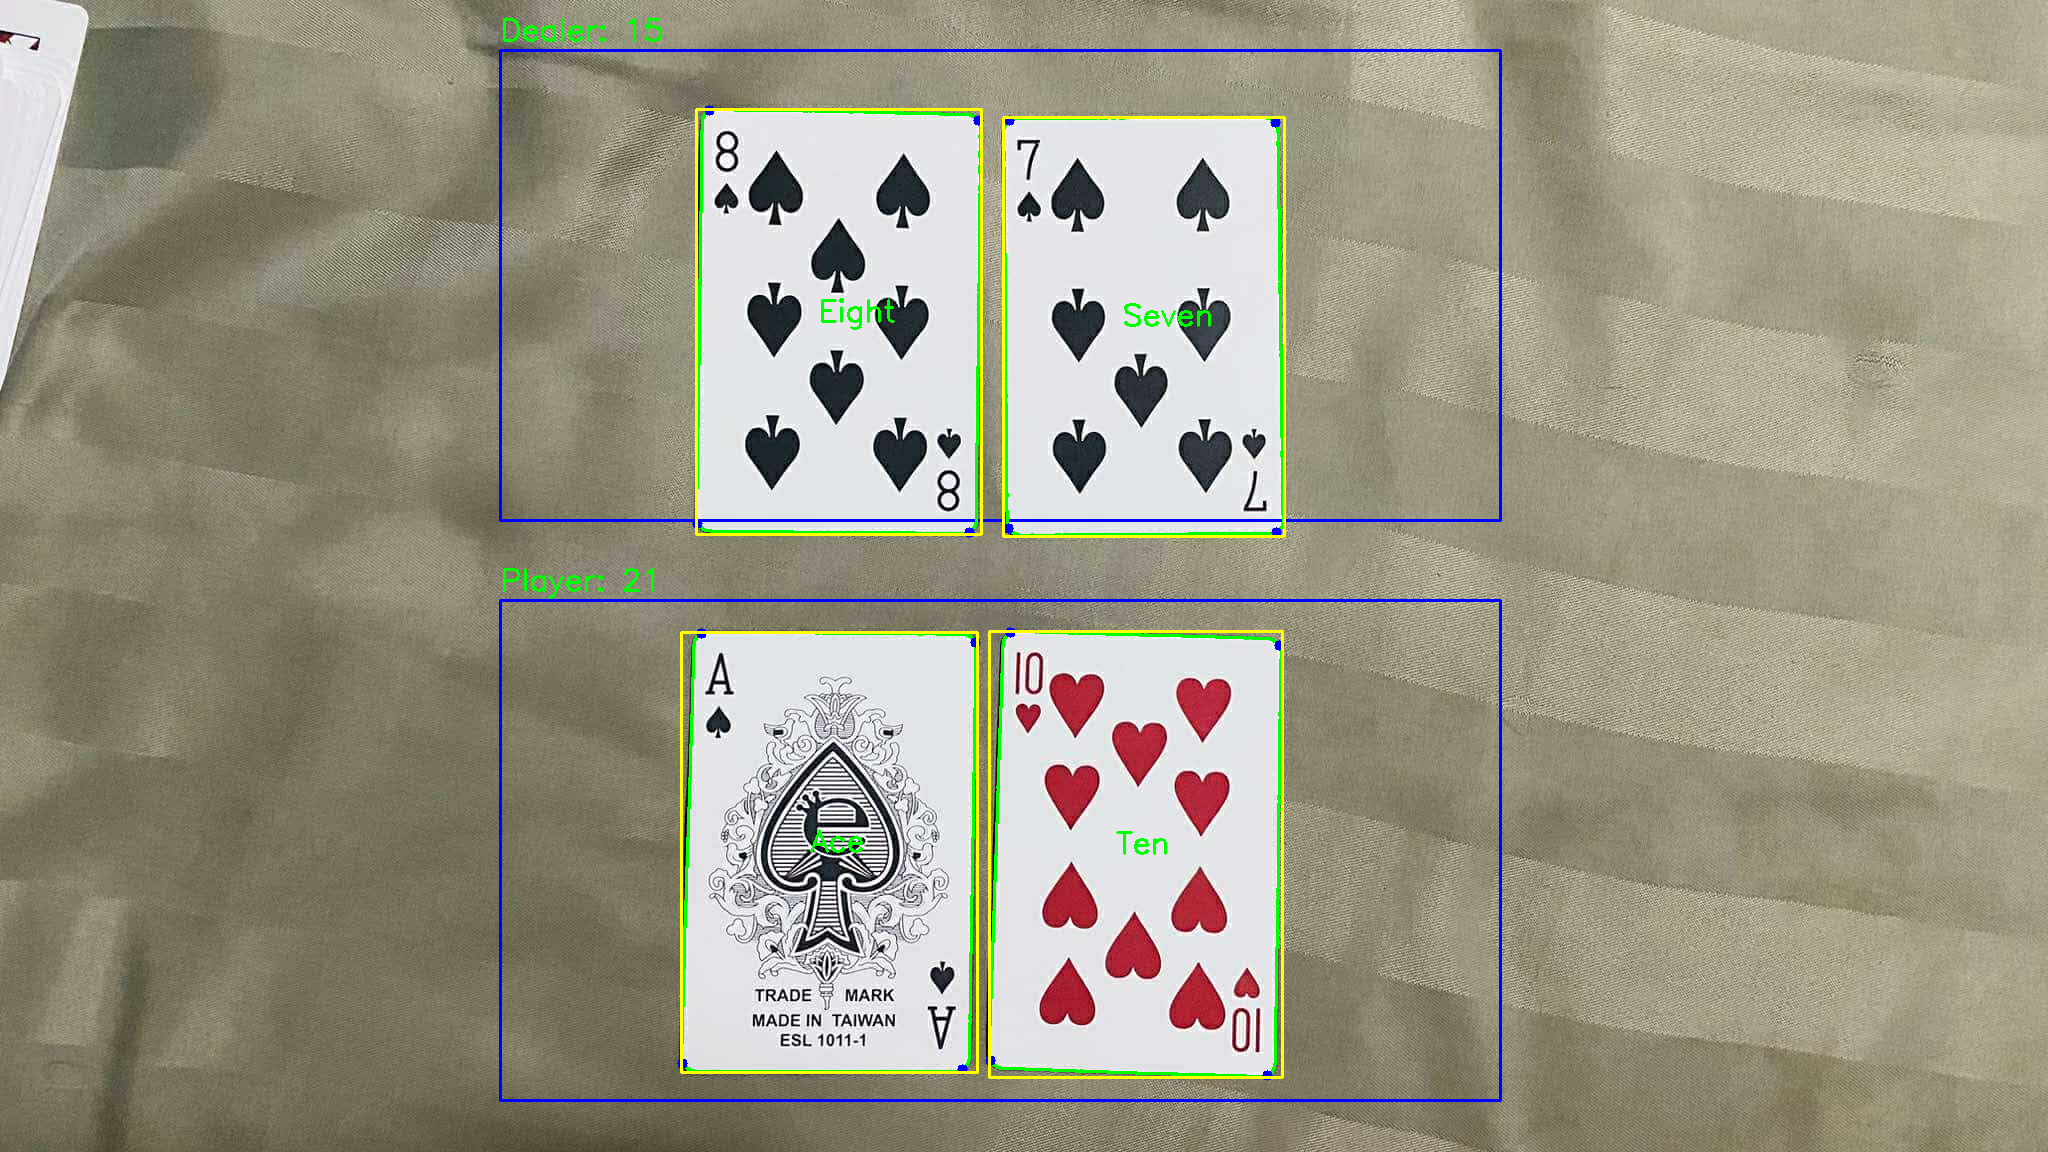 Dealer: 15
8
7
Eight
Seven
8
7
Player: 21
A
10
e
Ace
Ten
TRADE MARK
MADE IN TAIWAN
ESL 1011-1
A
10